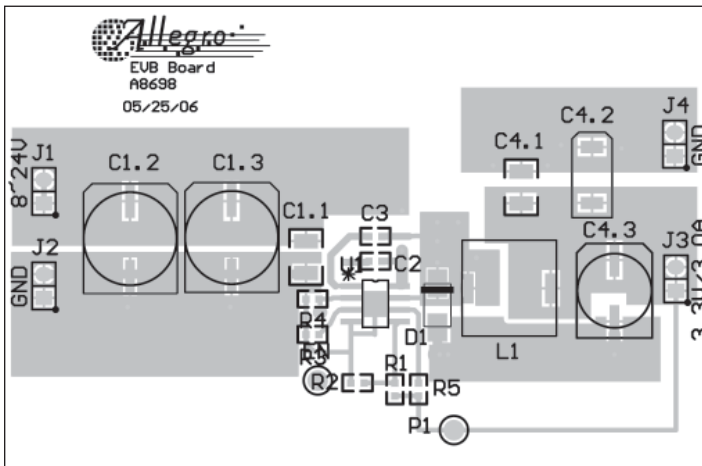 Allegro
EVB Board
A8698
05/25/06
J1
8~24V
C1.2
C1.3
C1.1
C3
C4.1
C4.2
J4
GND
J2
GND
U1
C2
C4.3
J3
R4
R3
D1
L1
R2
R1
R5
P1